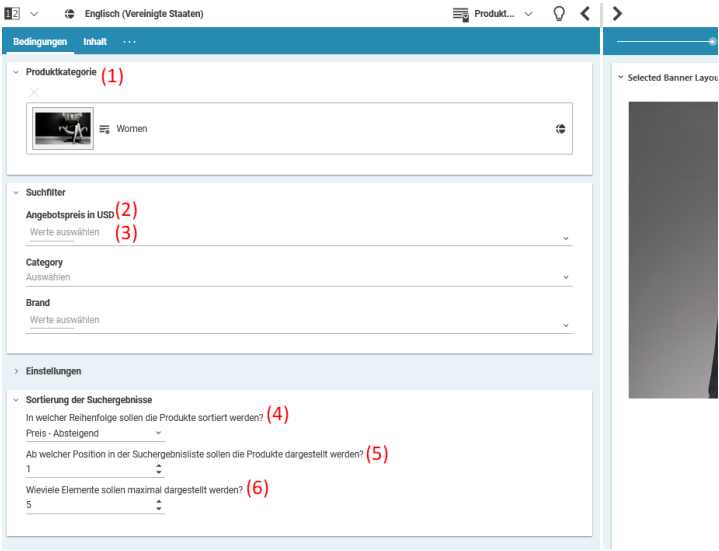 12 Englisch (Vereinigte Staaten) Produkt...
Bedingungen Inhalt ...
Produktkategorie (1)
Women
Suchfilter
Angebotspreis in USD (2)
Werte auswählen (3)
Category
Auswählen
Brand
Werte auswählen
Einstellungen
Sortierung der Suchergebnisse
In welcher Reihenfolge sollen die Produkte sortiert werden? (4)
Preis - Absteigend
Ab welcher Position in der Suchergebnisliste sollen die Produkte dargestellt werden? (5)
1
Wieviele Elemente sollen maximal dargestellt werden? (6)
5
Selected Banner Layou